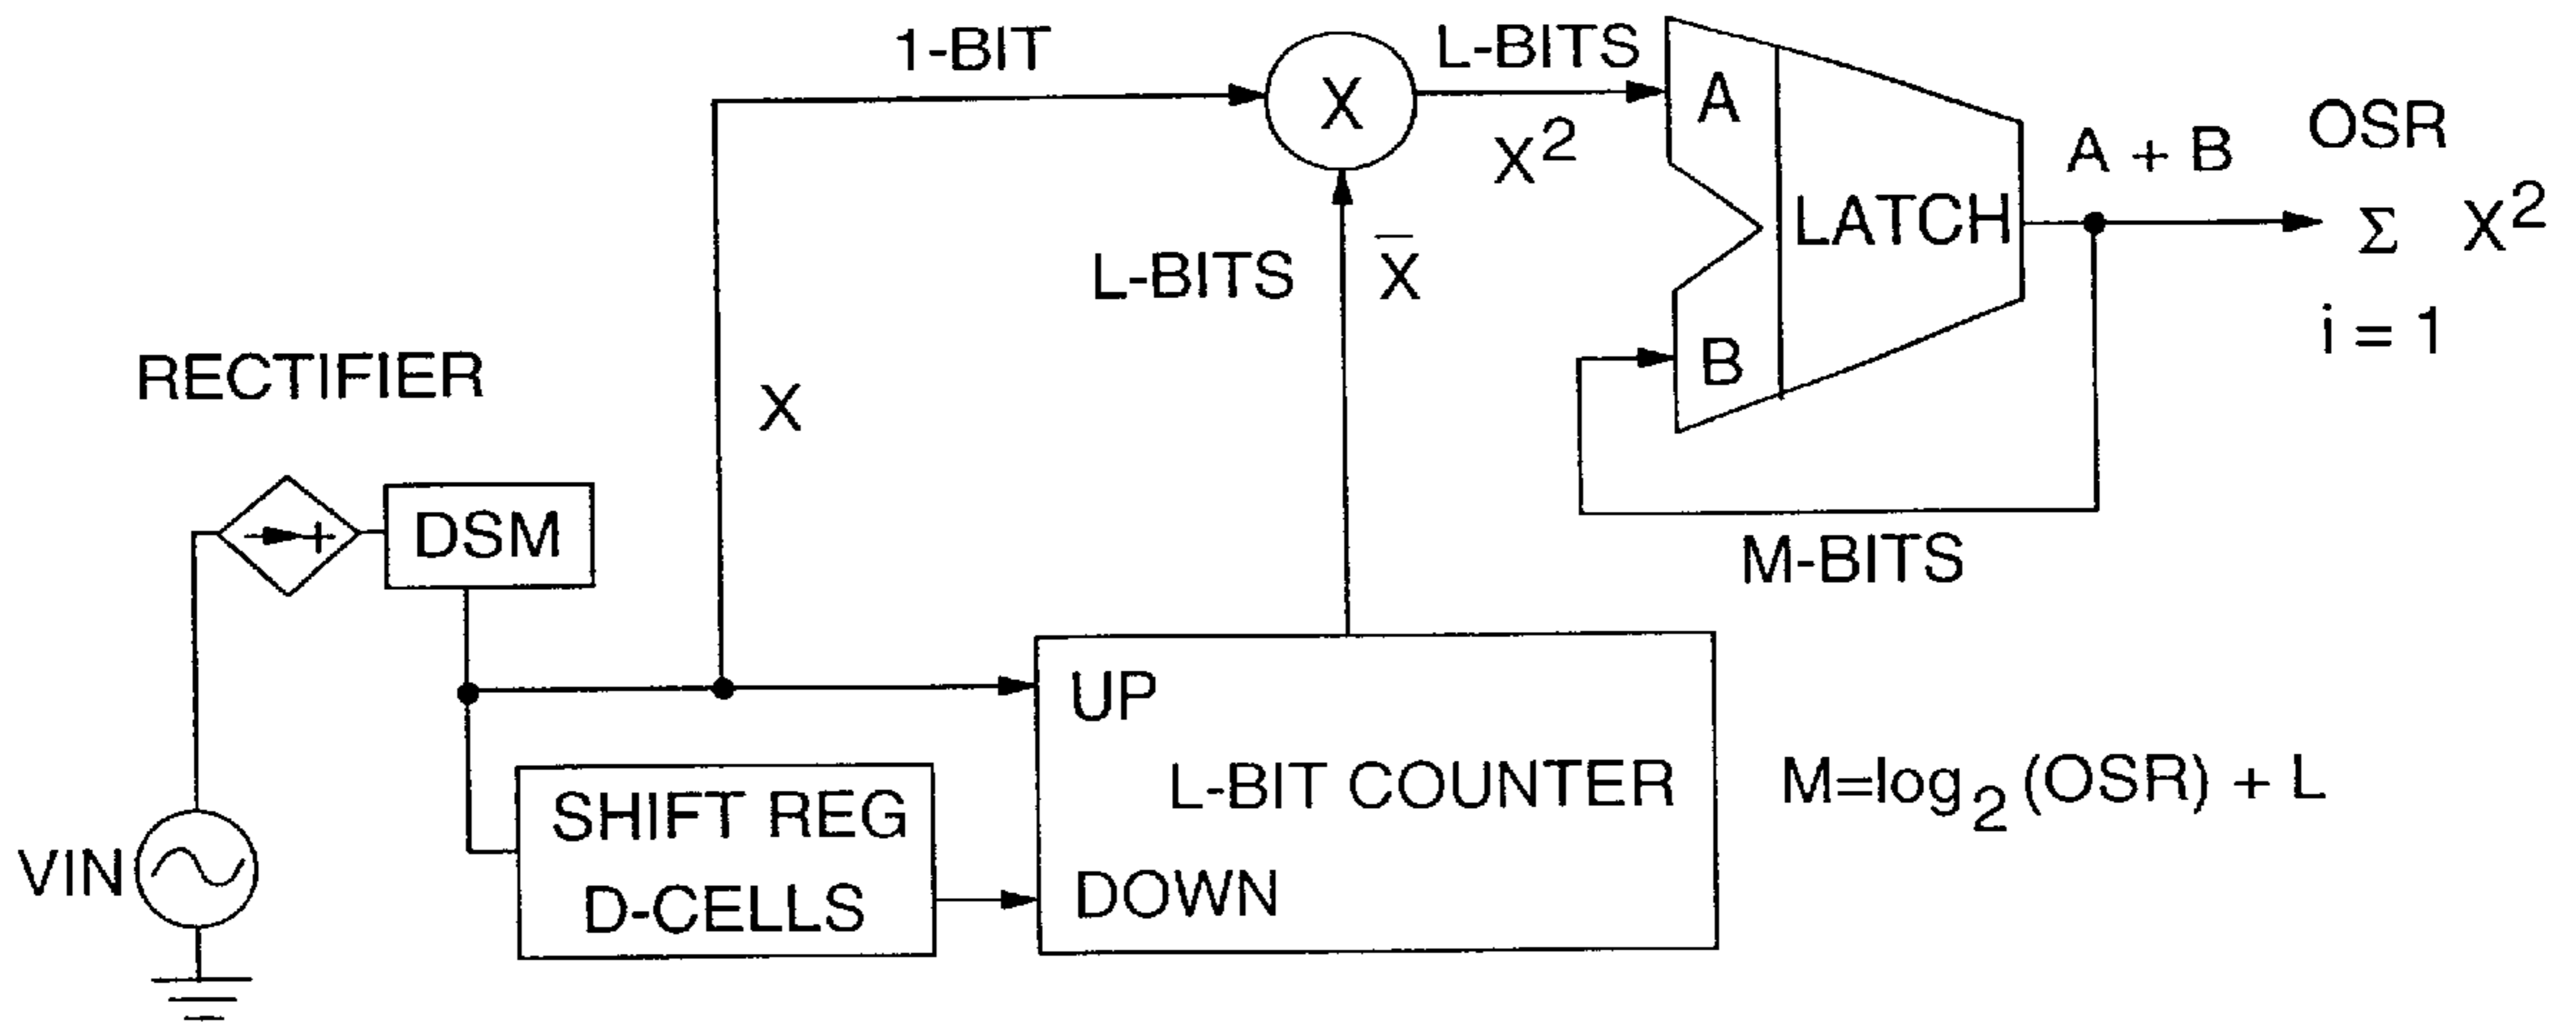 1-BIT
X
L-BITS
X²
A
B
LATCH
A + B
OSR
Σ X²
i = 1
L-BITS
X̅
M-BITS
RECTIFIER
X
DSM
VIN
SHIFT REG
D-CELLS
UP
L-BIT COUNTER
DOWN
M=log₂(OSR) + L